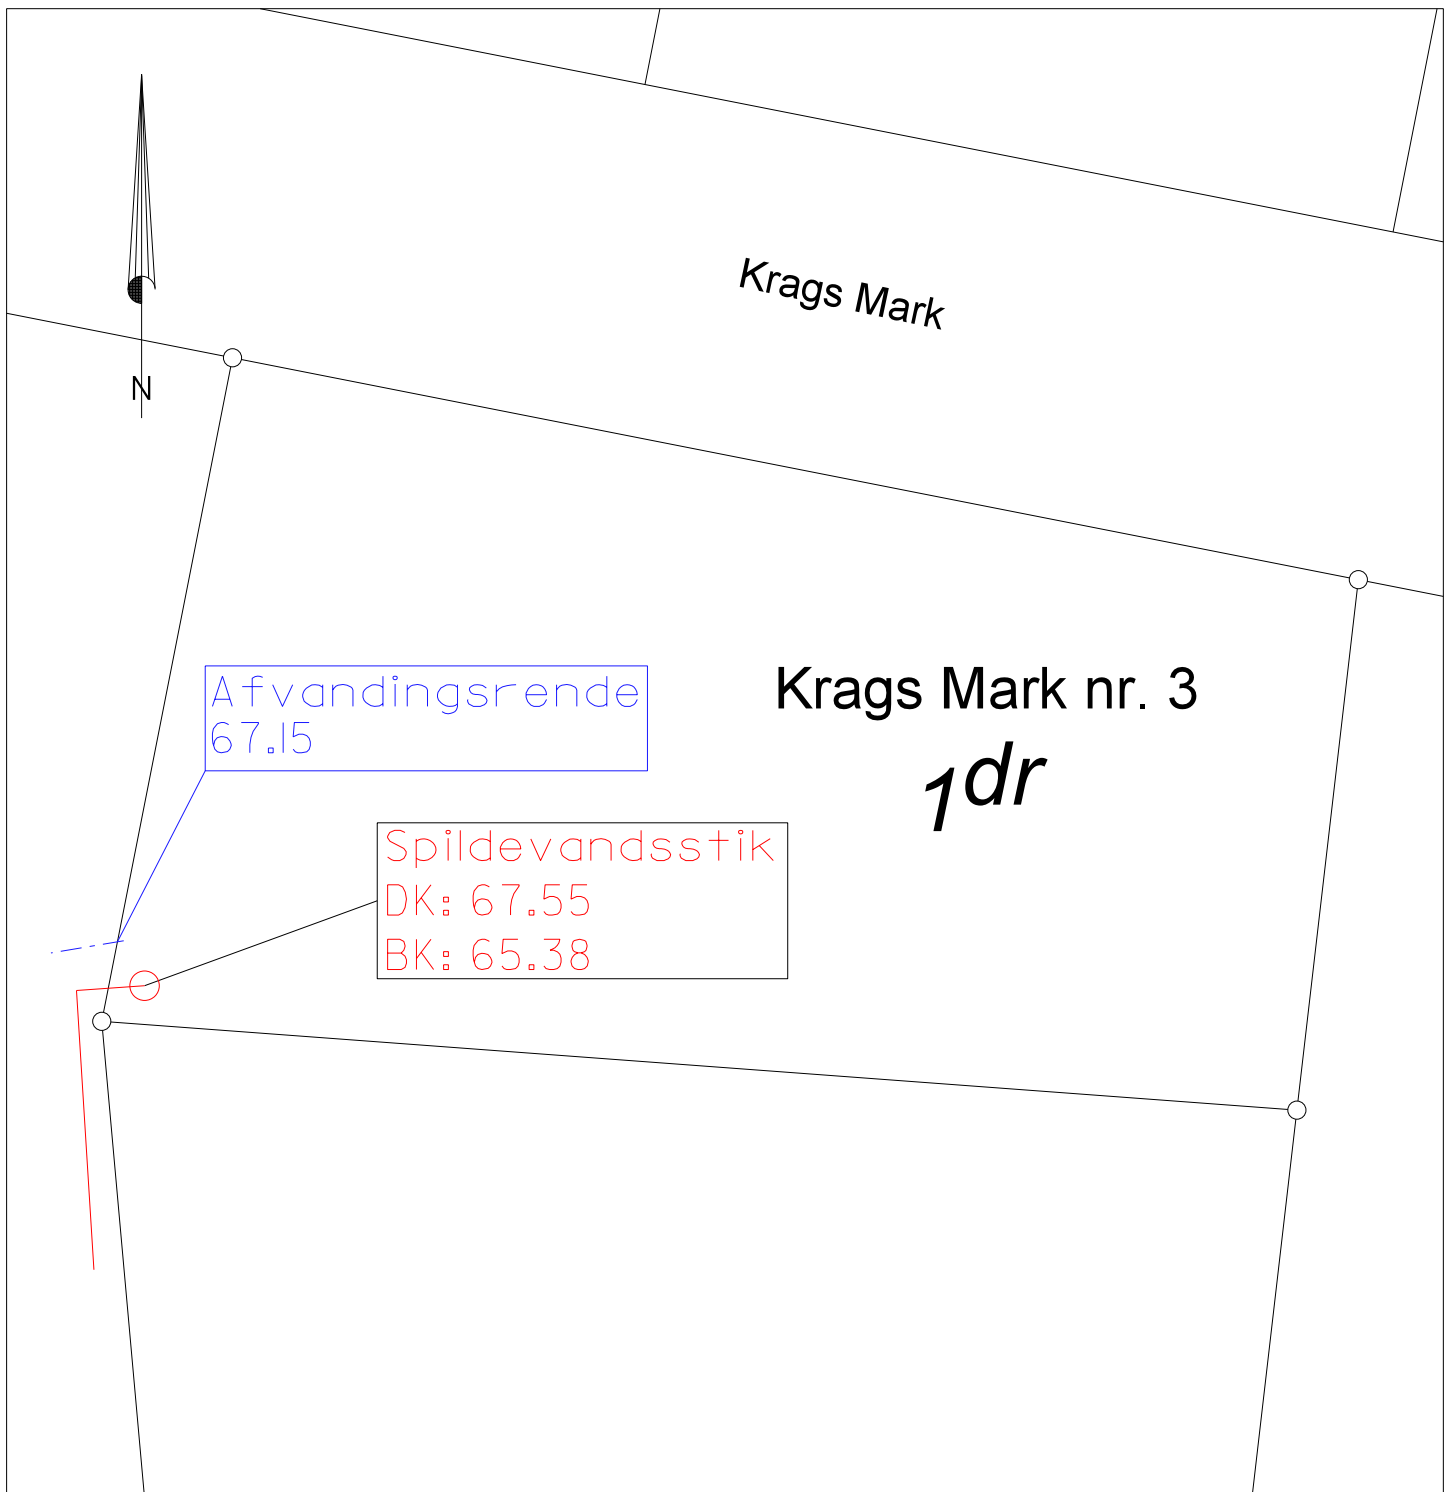 Krags Mark
N
Krags Mark nr. 3
1dr
Afvandingsrende
67.15
Spildevandsstik
DK: 67.55
BK: 65.38